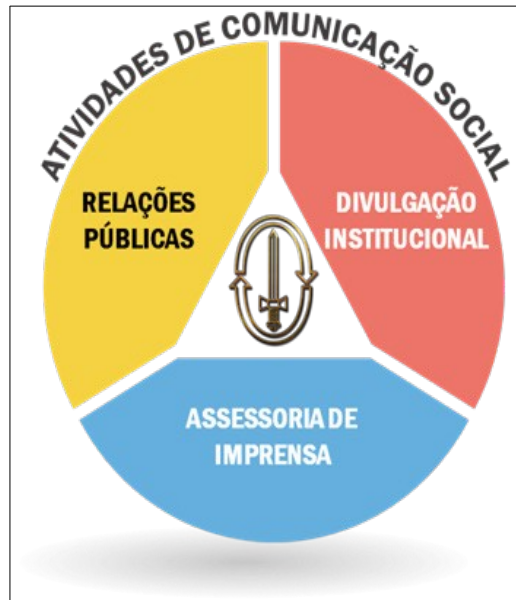 ATIVIDADES DE COMUNICAÇÃO SOCIAL
RELAÇÕES
PÚBLICAS
DIVULGAÇÃO
INSTITUCIONAL
ASSESSORIA DE
IMPRENSA